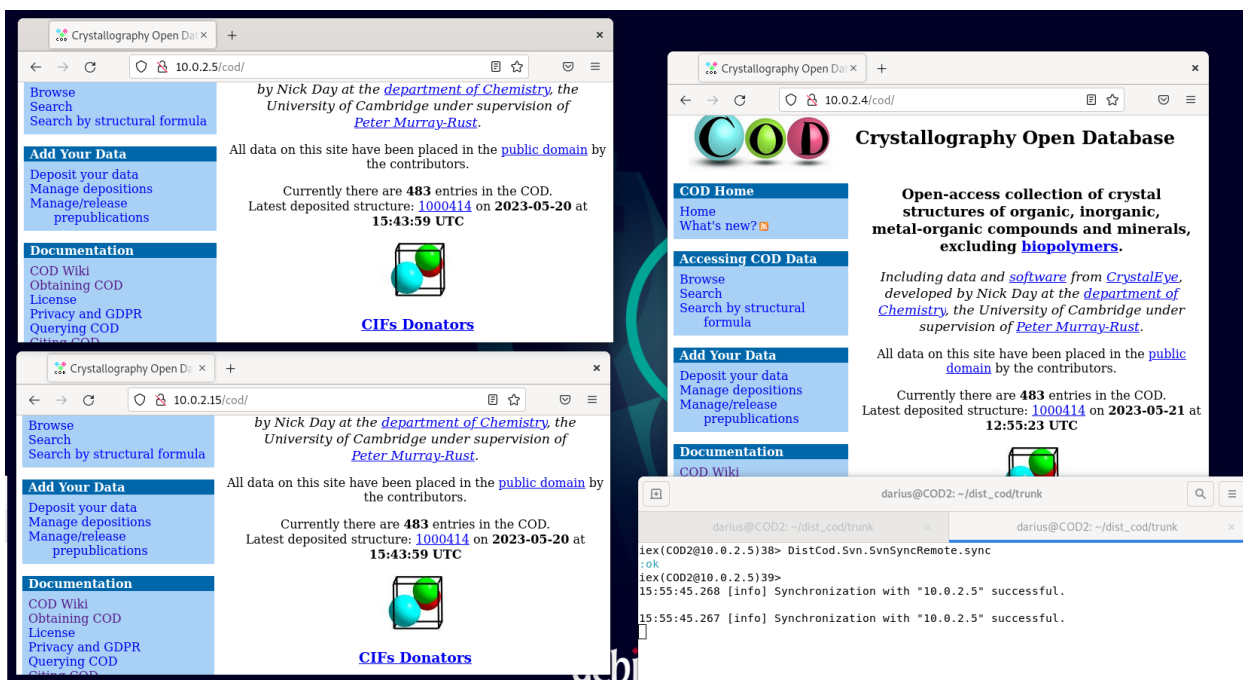 Crystallography Open Dat
10.0.2.5/cod/
Browse
Search
Search by structural formula
Add Your Data
Deposit your data
Manage depositions
Manage/release
prepublications
Documentation
COD Wiki
Obtaining COD
License
Privacy and GDPR
Querying COD
Citing COD
by Nick Day at the department of Chemistry, the
University of Cambridge under supervision of
Peter Murray-Rust.
All data on this site have been placed in the public domain by
the contributors.
Currently there are 483 entries in the COD.
Latest deposited structure: 1000414 on 2023-05-20 at
15:43:59 UTC
CIFs Donators
Crystallography Open Da
10.0.2.15/cod/
Browse
Search
Search by structural formula
Add Your Data
Deposit your data
Manage depositions
Manage/release
prepublications
Documentation
COD Wiki
Obtaining COD
License
Privacy and GDPR
Querying COD
Citing COD
by Nick Day at the department of Chemistry, the
University of Cambridge under supervision of
Peter Murray-Rust.
All data on this site have been placed in the public domain by
the contributors.
Currently there are 483 entries in the COD.
Latest deposited structure: 1000414 on 2023-05-20 at
15:43:59 UTC
CIFs Donators
Crystallography Open Dat
10.0.2.4/cod/
COD
Crystallography Open Database
COD Home
Home
What's new?
Accessing COD Data
Browse
Search
Search by structural
formula
Add Your Data
Deposit your data
Manage depositions
Manage/release
prepublications
Documentation
COD Wiki
Open-access collection of crystal
structures of organic, inorganic,
metal-organic compounds and minerals,
excluding biopolymers.
Including data and software from CrystalEye,
developed by Nick Day at the department of
Chemistry, the University of Cambridge under
supervision of Peter Murray-Rust.
All data on this site have been placed in the public
domain by the contributors.
Currently there are 483 entries in the COD.
Latest deposited structure: 1000414 on 2023-05-21 at
12:55:23 UTC
darius@COD2: ~/dist_cod/trunk
darius@COD2: ~/dist_cod/trunk
darius@COD2: ~/dist_cod/trunk
iex(COD2@10.0.2.5)38> DistCod.Svn.SvnSyncRemote.sync
:ok
iex(COD2@10.0.2.5)39>
15:55:45.268 [info] Synchronization with "10.0.2.5" successful.
15:55:45.267 [info] Synchronization with "10.0.2.5" successful.